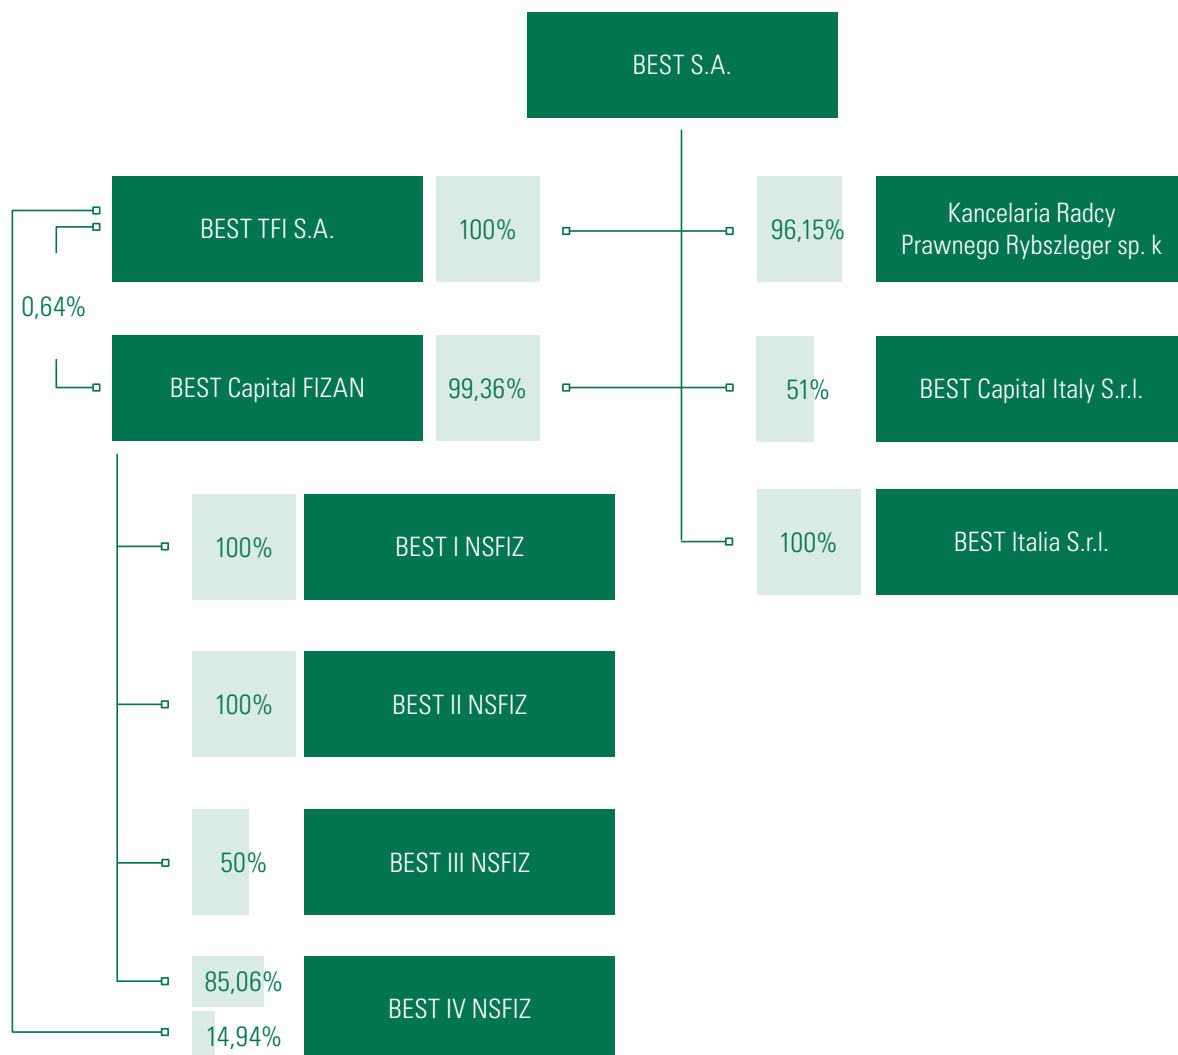 BEST S.A.
BEST TFI S.A.
100%
96,15%
Kancelaria Radcy
Prawnego Rybszleger sp. k
0,64%
BEST Capital FIZAN
99,36%
51%
BEST Capital Italy S.r.l.
100%
BEST I NSFIZ
100%
BEST Italia S.r.l.
100%
BEST II NSFIZ
50%
BEST III NSFIZ
85,06%
BEST IV NSFIZ
14,94%